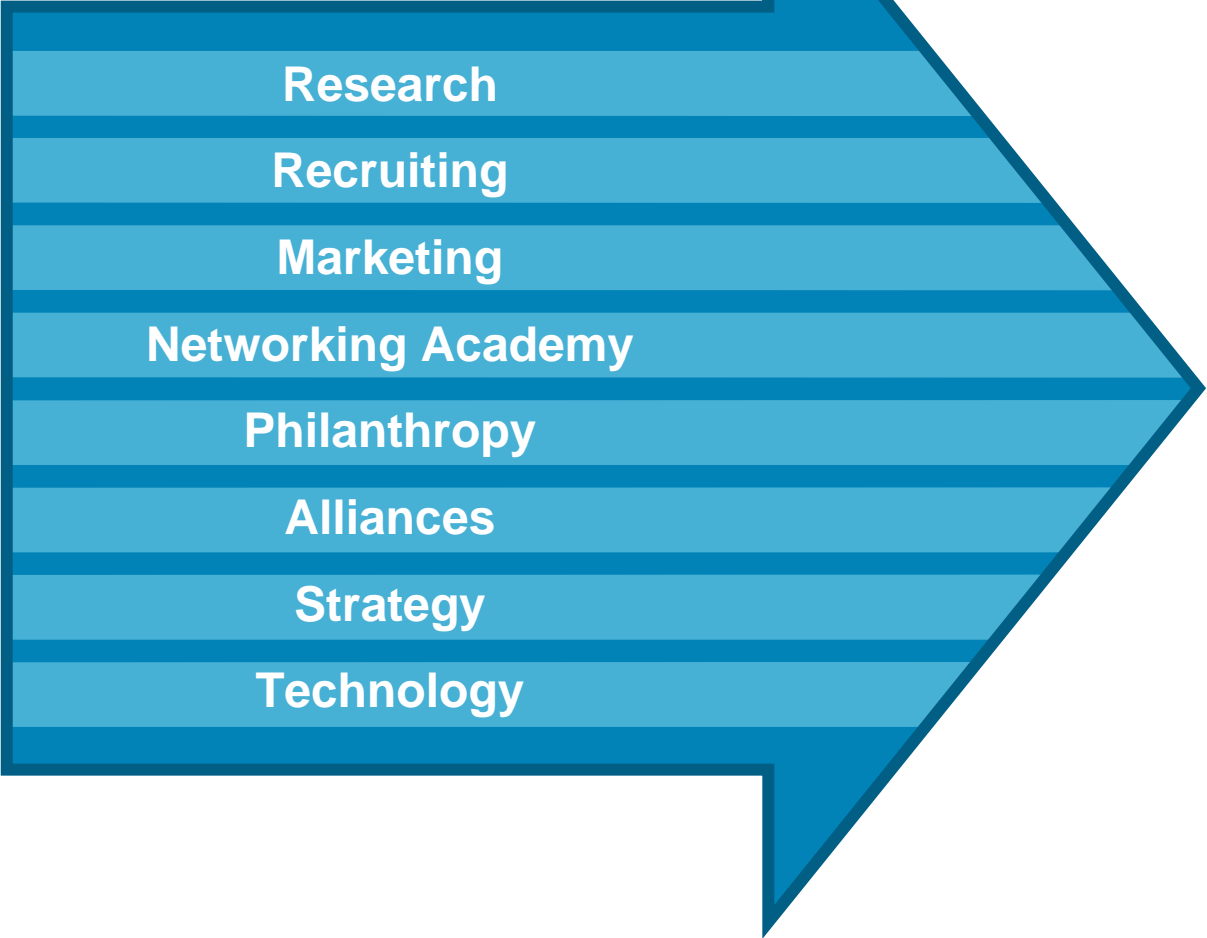 Research
Recruiting
Marketing
Networking Academy
Philanthropy
Alliances
Strategy
Technology